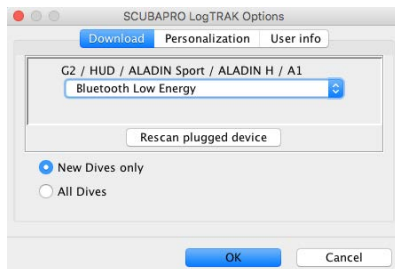 SCUBAPRO LogTRAK Options
Download Personalization User info
G2 / HUD / ALADIN Sport / ALADIN H / A1
Bluetooth Low Energy
Rescan plugged device
New Dives only
All Dives
OK Cancel